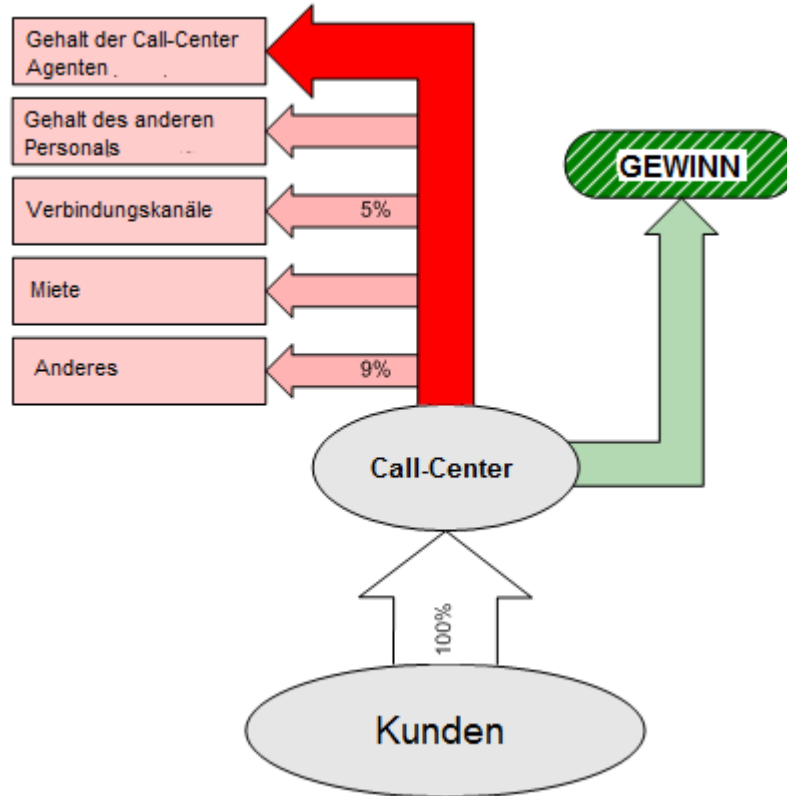 Gehalt der Call-Center
Agenten
Gehalt des anderen
Personals
Verbindungskanäle
5%
Miete
Anderes
9%
GEWINN
Call-Center
100%
Kunden